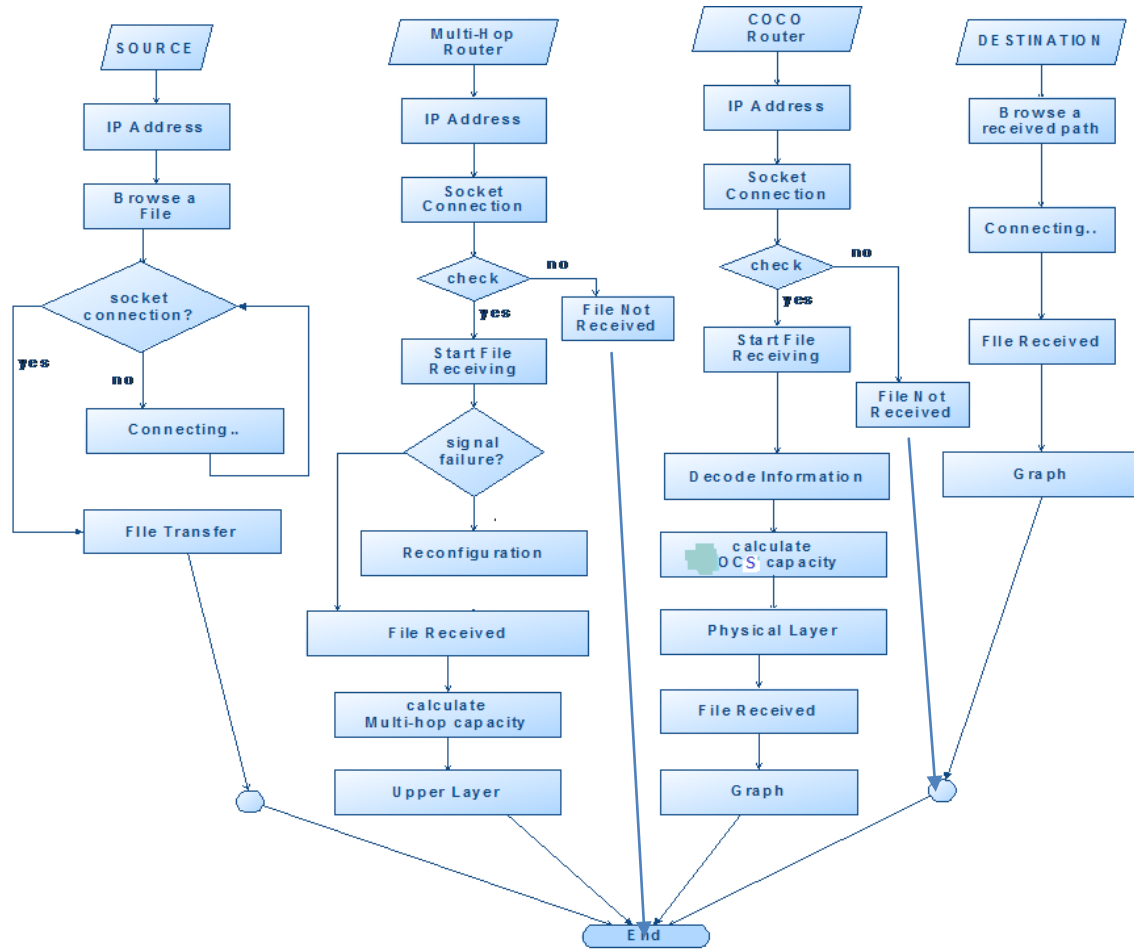 SOURCE
IP Address
Browse a
File
socket
connection?
yes
no
Connecting..
FIle Transfer
Multi-Hop
Router
IP Address
Socket
Connection
check
no
yes
File Not
Received
Start File
Receiving
signal
failure?
Reconfiguration
File Received
calculate
Multi-hop capacity
Upper Layer
COCO
Router
IP Address
Socket
Connection
check
no
yes
Start File
Receiving
File Not
Received
Decode Information
calculate
OCS capacity
Physical Layer
File Received
Graph
DESTINATION
Browse a
received path
Connecting..
FIle Received
Graph
End